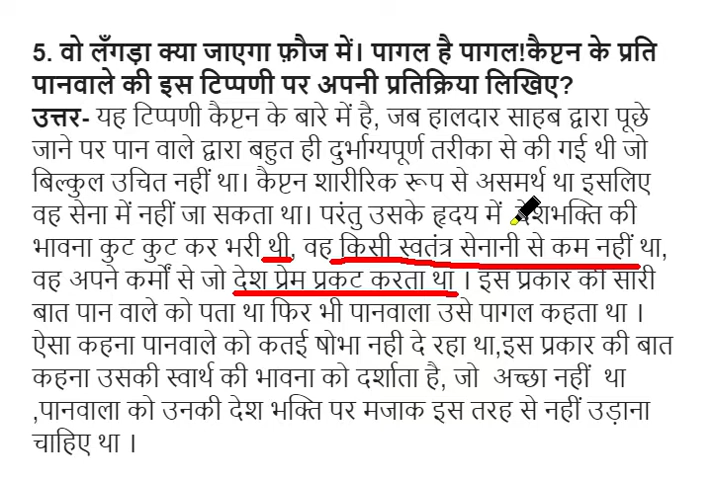 5. वो लँगड़ा क्या जाएगा फ़ौज में। पागल है पागल!कैप्टन के प्रति
पानवाले की इस टिप्पणी पर अपनी प्रतिक्रिया लिखिए?
उत्तर- यह टिप्पणी कैप्टन के बारे में है, जब हालदार साहब द्वारा पूछे
जाने पर पान वाले द्वारा बहुत ही दुर्भाग्यपूर्ण तरीका से की गई थी जो
बिल्कुल उचित नहीं था। कैप्टन शारीरिक रूप से असमर्थ था इसलिए
वह सेना में नहीं जा सकता था। परंतु उसके हृदय में देशभक्ति की
भावना कुट कुट कर भरी थी, वह किसी स्वतंत्र सेनानी से कम नहीं था,
वह अपने कर्मो से जो देश प्रेम प्रकट करता था । इस प्रकार की सारी
बात पान वाले को पता था फिर भी पानवाला उसे पागल कहता था ।
ऐसा कहना पानवाले को कतई षोभा नही दे रहा था,इस प्रकार की बात
कहना उसकी स्वार्थ की भावना को दर्शाता है, जो अच्छा नहीं था
,पानवाला को उनकी देश भक्ति पर मजाक इस तरह से नहीं उड़ाना
चाहिए था ।